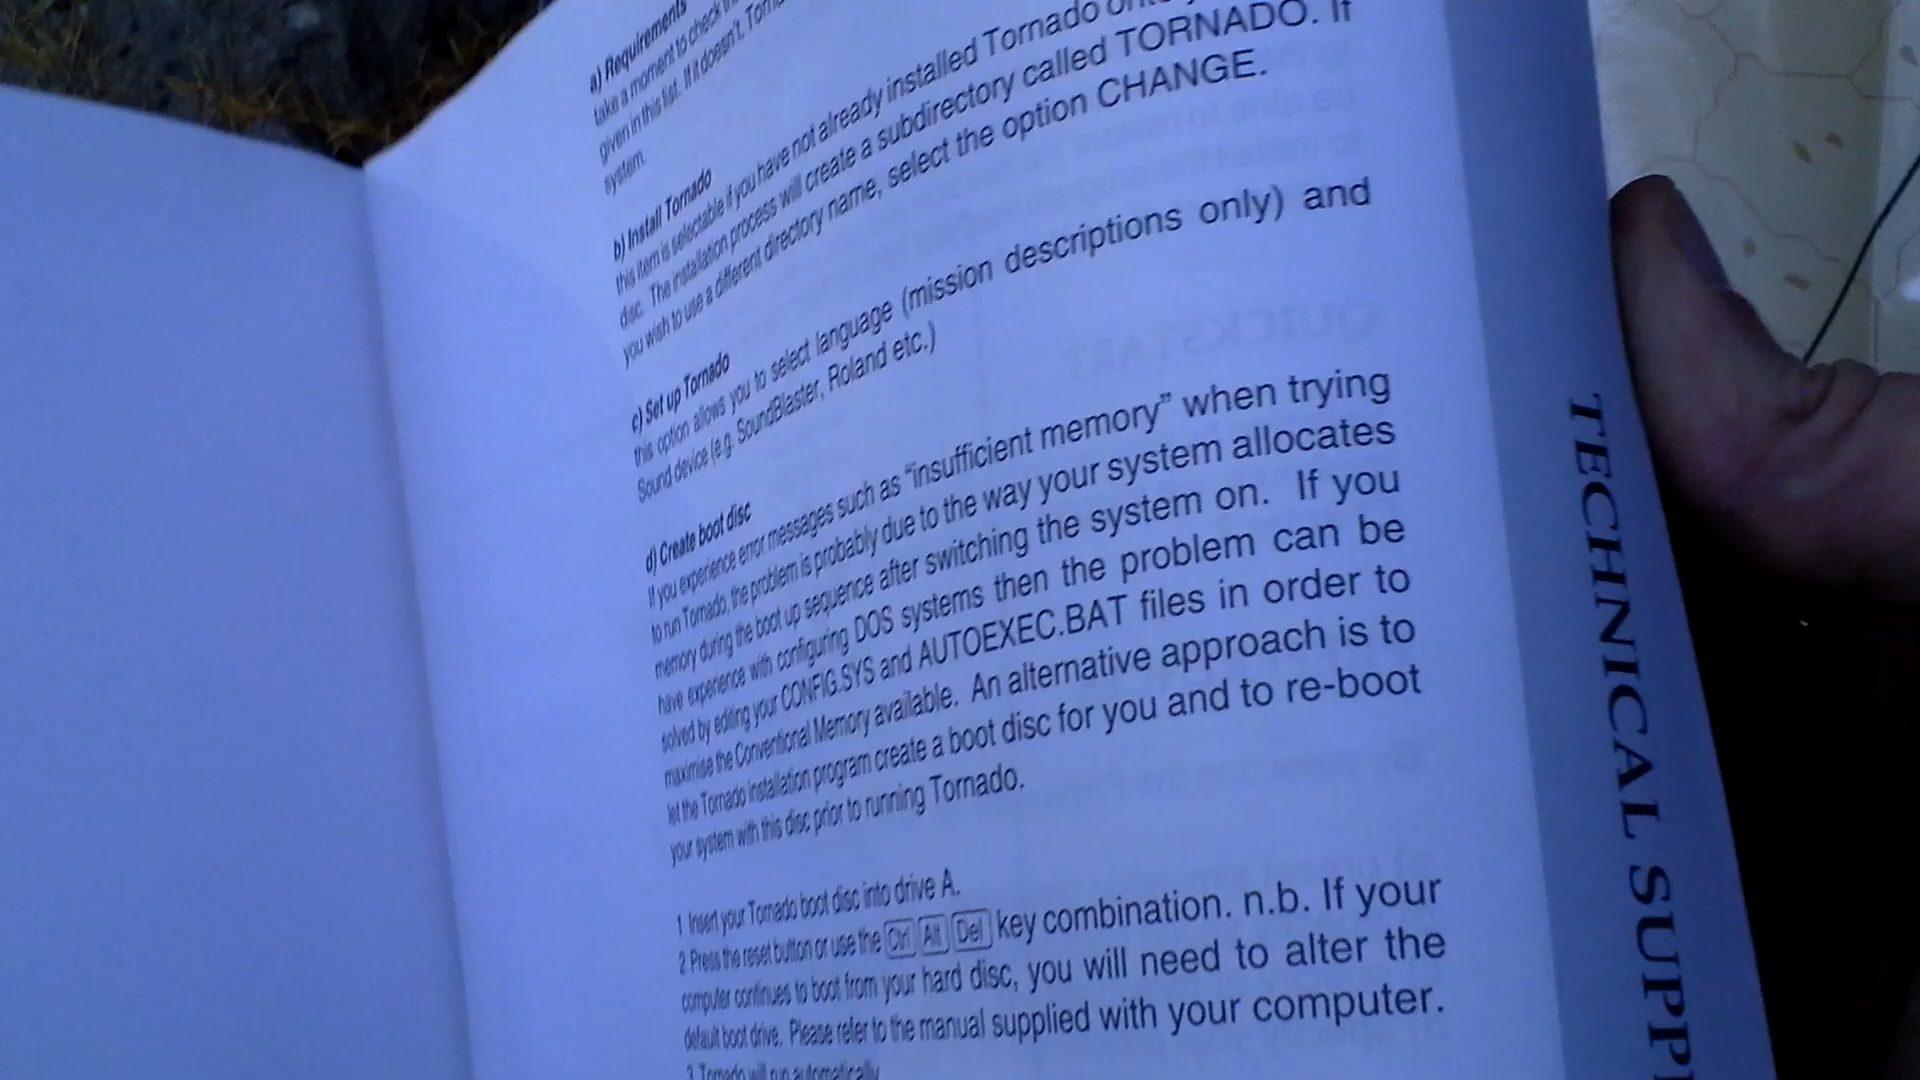 a) Requirements
take a moment to check
given in this list. If it doesn't,
system.
b) Install Tornado
this item is selectable if you have not already installed Tornado
disc. The installation process will create a subdirectory called TORNADO. If
you wish to use a different directory name, select the option CHANGE.
c) Set up Tornado
this option allows you to select language (mission descriptions only) and
Sound device (e.g. SoundBlaster, Roland etc.)
d) Create boot disc
If you experience error messages such as “insufficient memory” when trying
to run Tornado, the problem is probably due to the way your system allocates
memory during the boot up sequence after switching the system on. If you
have experience with configuring DOS systems then the problem can be
solved by editing your CONFIG.SYS and AUTOEXEC.BAT files in order to
maximise the Conventional Memory available. An alternative approach is to
let the Tornado installation program create a boot disc for you and to re-boot
your system with this disc prior to running Tornado.
1 Insert your Tornado boot disc into drive A.
2 Press the reset button or use the Ctrl Alt Del key combination. n.b. If your
computer continues to boot from your hard disc, you will need to alter the
default boot drive. Please refer to the manual supplied with your computer.
3 Tornado will run automatically
TECHNICAL SUPP